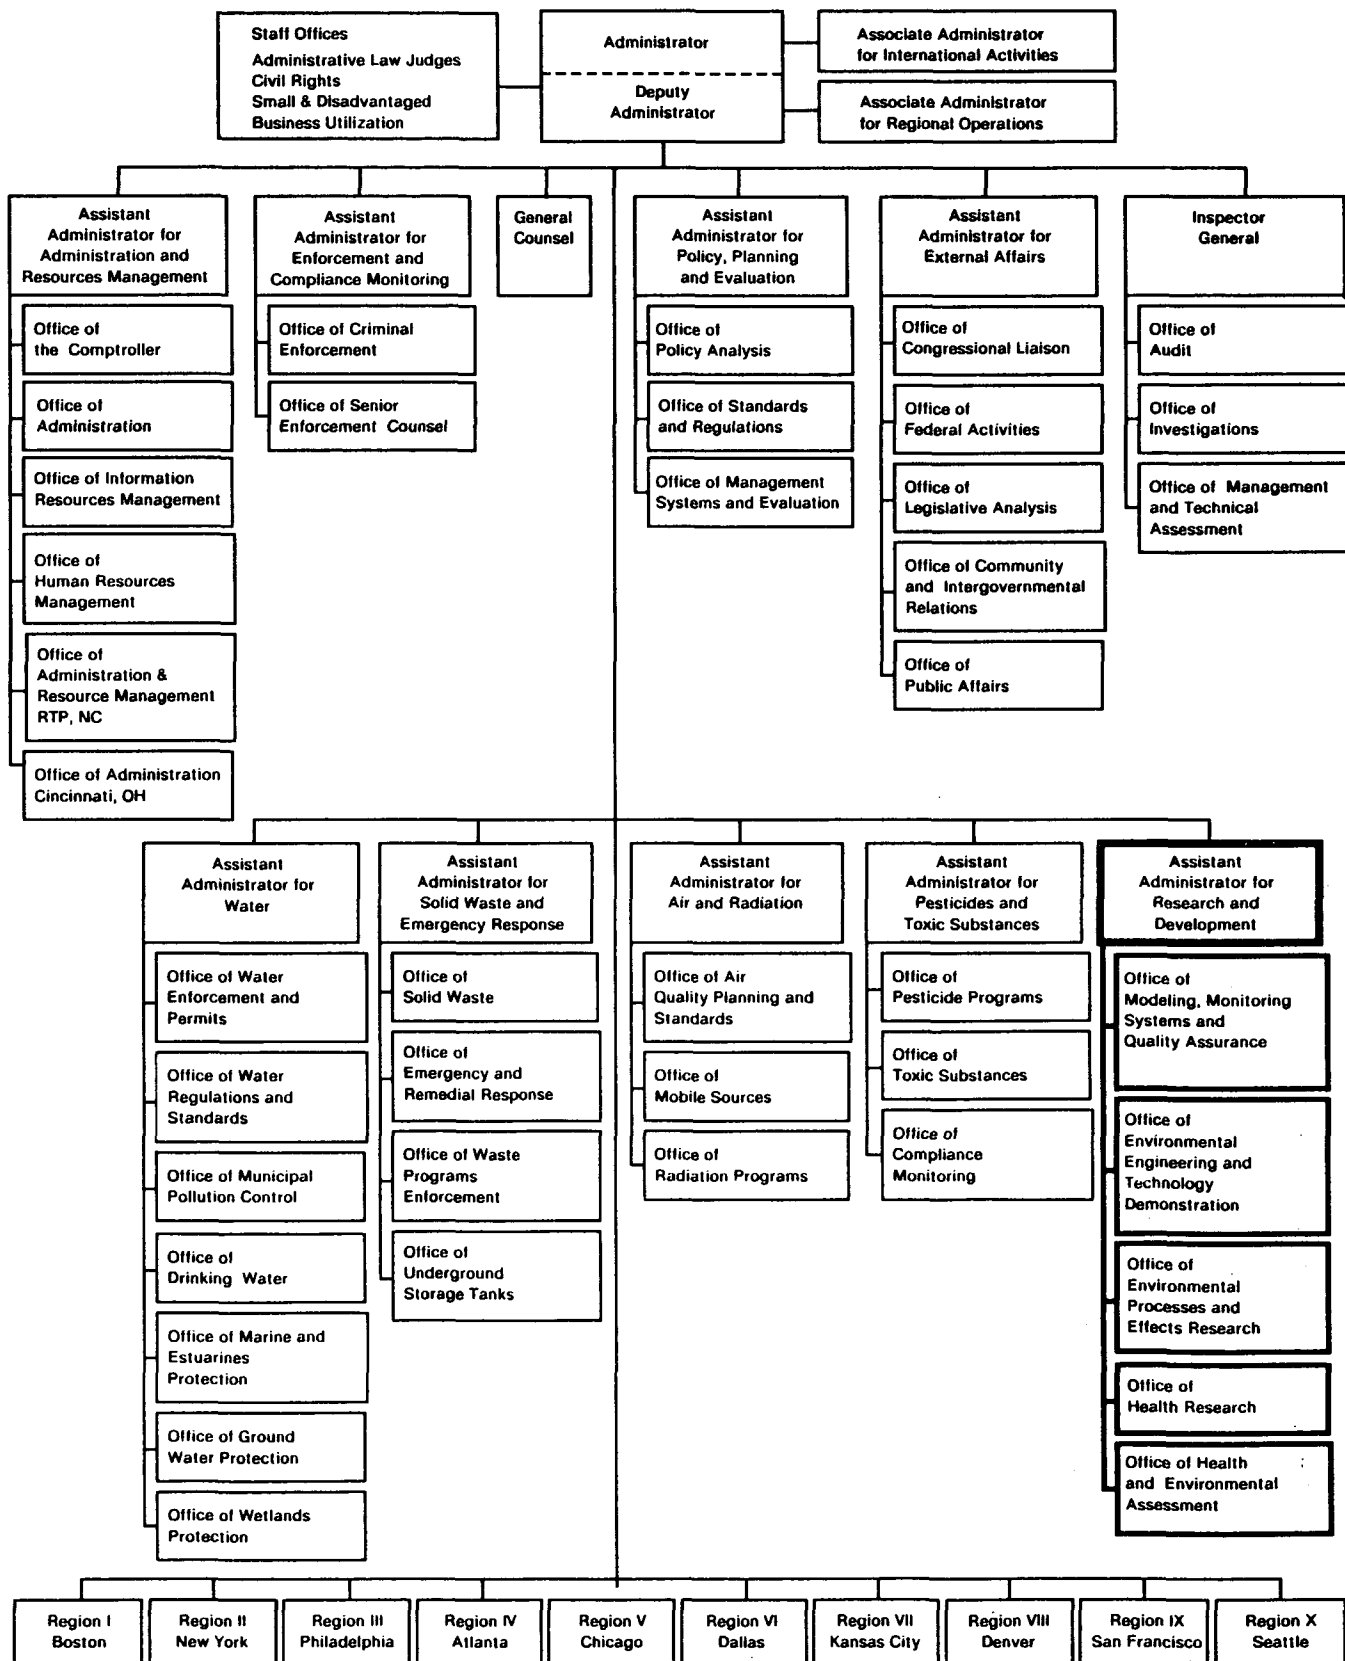 Staff Offices
Administrative Law Judges
Civil Rights
Small & Disadvantaged
Business Utilization
Administrator
Deputy
Administrator
Associate Administrator
for International Activities
Associate Administrator
for Regional Operations
Assistant
Administrator for
Administration and
Resources Management
Office of
the Comptroller
Office of
Administration
Office of Information
Resources Management
Office of
Human Resources
Management
Office of
Administration &
Resource Management
RTP, NC
Office of Administration
Cincinnati, OH
Assistant
Administrator for
Enforcement and
Compliance Monitoring
Office of Criminal
Enforcement
Office of Senior
Enforcement Counsel
General
Counsel
Assistant
Administrator for
Policy, Planning
and Evaluation
Office of
Policy Analysis
Office of Standards
and Regulations
Office of Management
Systems and Evaluation
Assistant
Administrator for
External Affairs
Office of
Congressional Liaison
Office of
Federal Activities
Office of
Legislative Analysis
Office of Community
and Intergovernmental
Relations
Office of
Public Affairs
Inspector
General
Office of
Audit
Office of
Investigations
Office of Management
and Technical
Assessment
Assistant
Administrator for
Water
Office of Water
Enforcement and
Permits
Office of Water
Regulations and
Standards
Office of Municipal
Pollution Control
Office of
Drinking Water
Office of Marine and
Estuarines
Protection
Office of Ground
Water Protection
Office of Wetlands
Protection
Assistant
Administrator for
Solid Waste and
Emergency Response
Office of
Solid Waste
Office of
Emergency and
Remedial Response
Office of Waste
Programs
Enforcement
Office of
Underground
Storage Tanks
Assistant
Administrator for
Air and Radiation
Office of Air
Quality Planning and
Standards
Office of
Mobile Sources
Office of
Radiation Programs
Assistant
Administrator for
Pesticides and
Toxic Substances
Office of
Pesticide Programs
Office of
Toxic Substances
Office of
Compliance
Monitoring
Assistant
Administrator for
Research and
Development
Office of
Modeling, Monitoring
Systems and
Quality Assurance
Office of
Environmental
Engineering and
Technology
Demonstration
Office of
Environmental
Processes and
Effects Research
Office of
Health Research
Office of Health
and Environmental
Assessment
Region I
Boston
Region II
New York
Region III
Philadelphia
Region IV
Atlanta
Region V
Chicago
Region VI
Dallas
Region VII
Kansas City
Region VIII
Denver
Region IX
San Francisco
Region X
Seattle